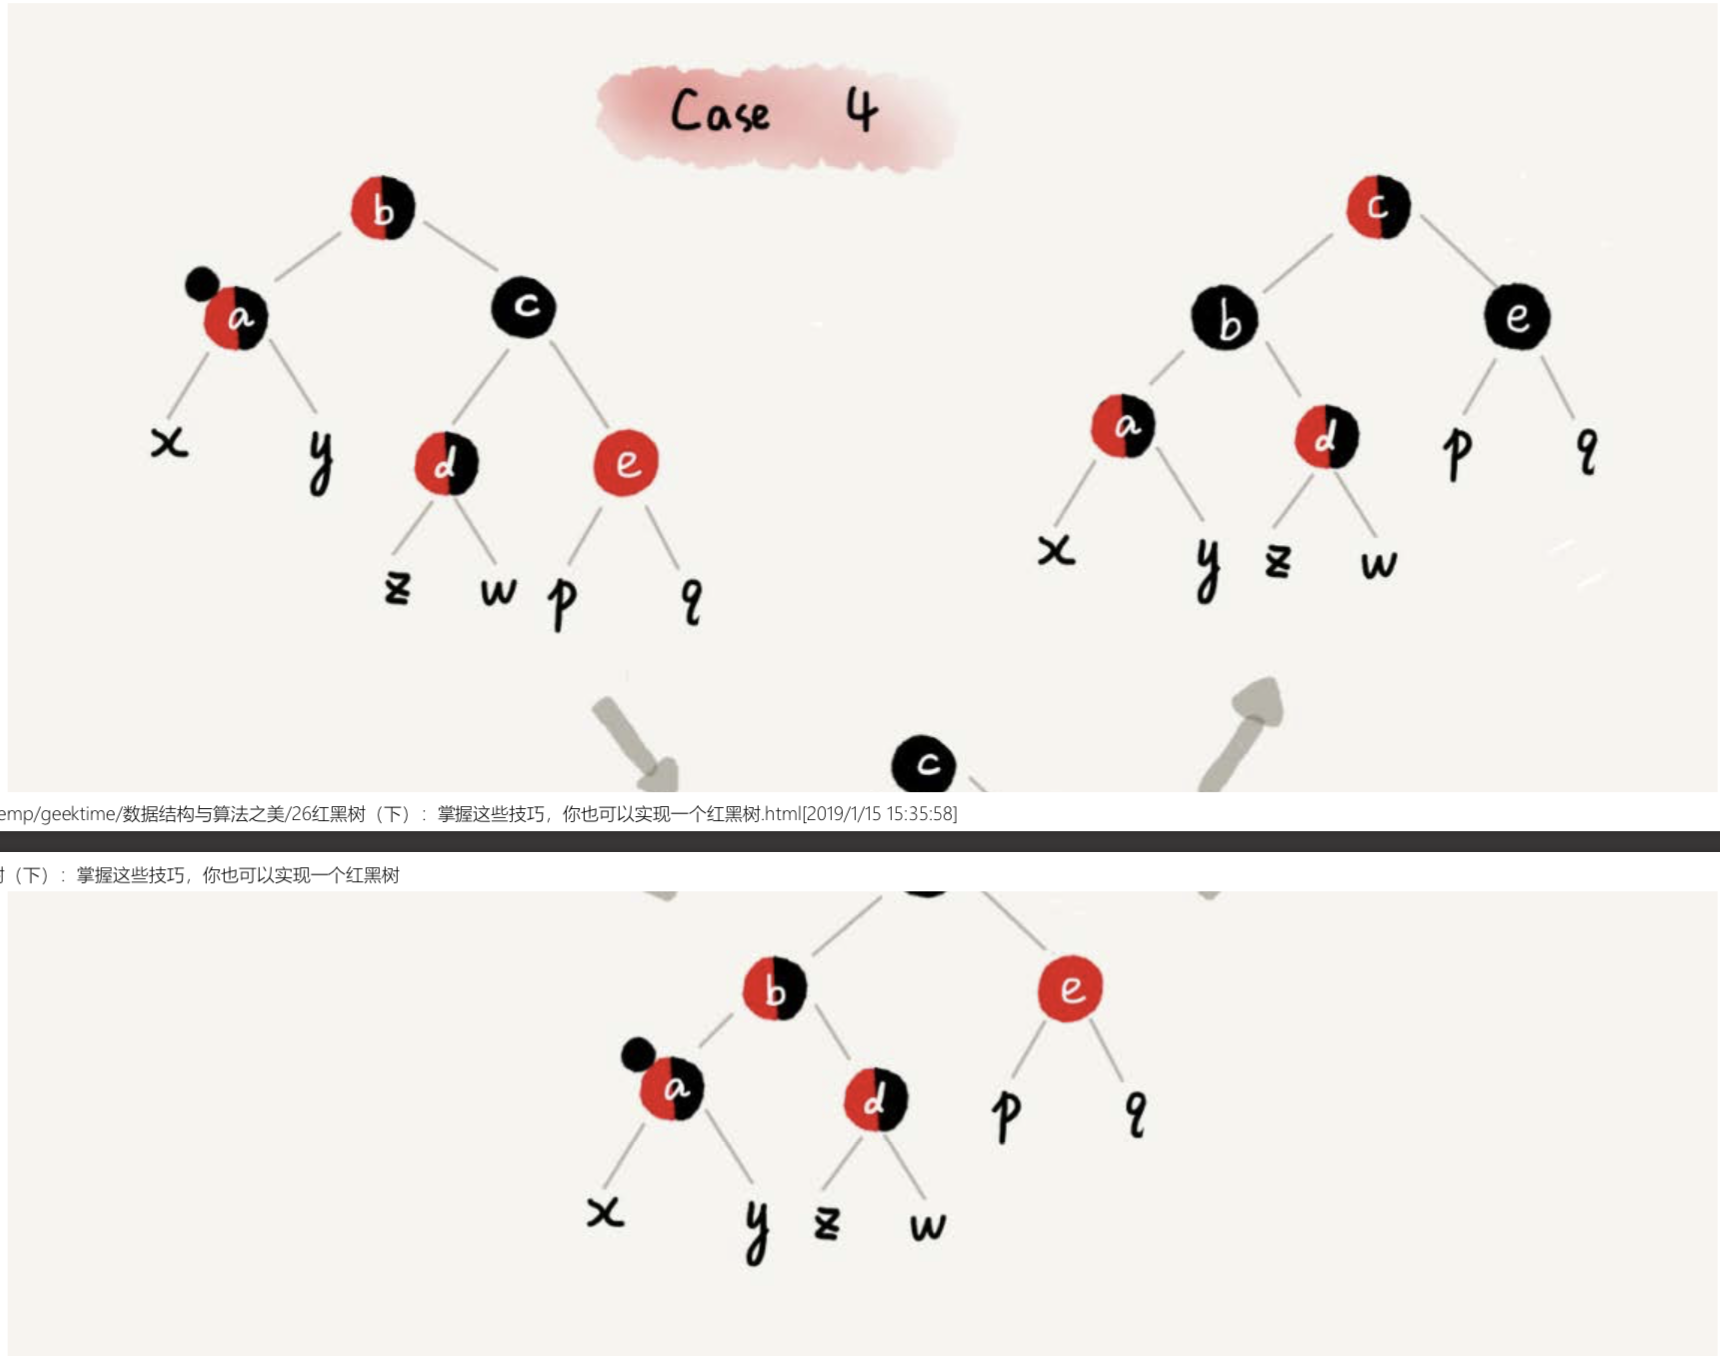 Case 4
b
c
a
c
b
e
x
y
d
e
a
d
p
q
z
w
p
q
x
y
z
w
c
emp/geektime/数据结构与算法之美/26红黑树（下）：掌握这些技巧，你也可以实现一个红黑树.html[2019/1/15 15:35:58]
（下）：掌握这些技巧，你也可以实现一个红黑树
b
e
a
d
p
q
x
y
z
w